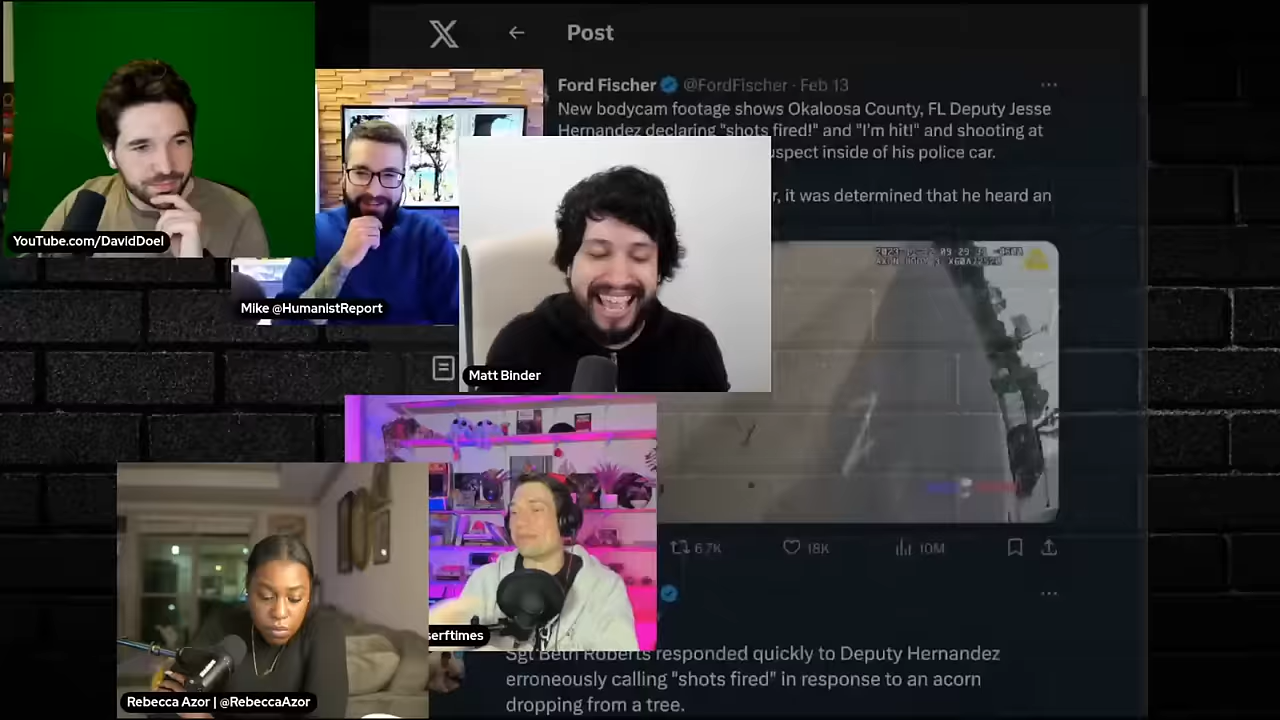 Post
Ford Fischer @FordFischer · Feb 13
New bodycam footage shows Okaloosa County, FL Deputy Jesse
Hernandez declaring "shots fired!" and "I'm hit!" and shooting at
uspect inside of his police car.
r, it was determined that he heard an
YouTube.com/DavidDoel
Mike @HumanistReport
Matt Binder
6.7K
18K
10M
serftimes
Sgt Beth Roberts responded quickly to Deputy Hernandez
erroneously calling "shots fired" in response to an acorn
dropping from a tree.
Rebecca Azor | @RebeccaAzor